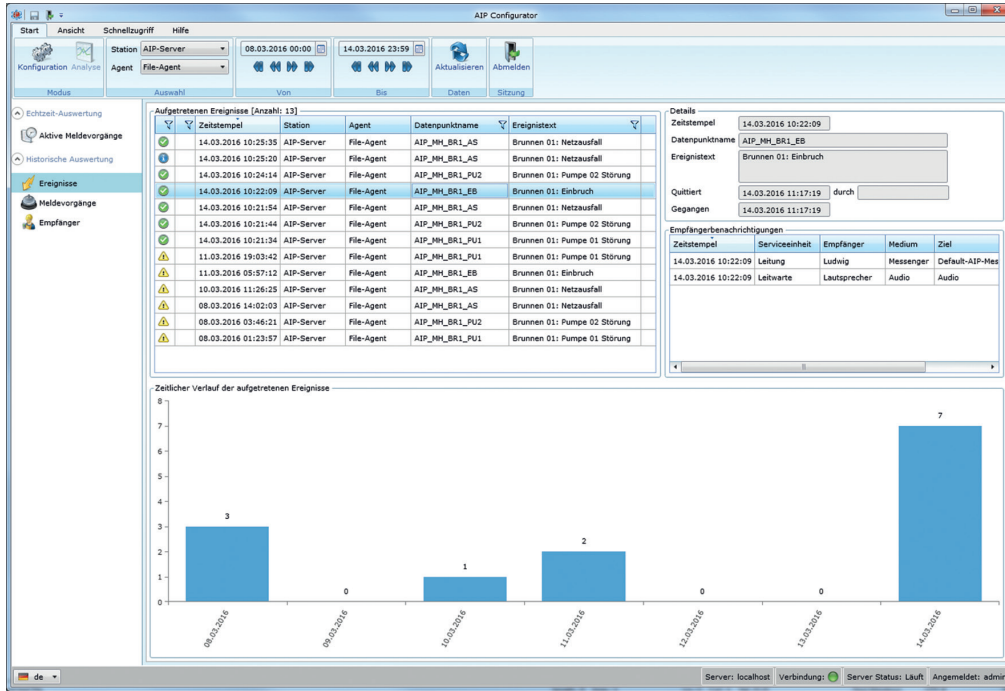 AIP Configurator
Start Ansicht Schnellzugriff Hilfe
Konfiguration Analyse
Modus
Station AIP-Server
Agent File-Agent
Auswahl
08.03.2016 00:00
Von
14.03.2016 23:59
Bis
Aktualisieren
Daten
Abmelden
Sitzung
Echtzeit-Auswertung
Aktive Meldevorgänge
Historische Auswertung
Ereignisse
Meldevorgänge
Empfänger
Aufgetretenen Ereignisse [Anzahl: 13]
Zeitstempel Station Agent Datenpunktname Ereignistext
14.03.2016 10:25:35 AIP-Server File-Agent AIP_MH_BR1_AS Brunnen 01: Netzausfall
14.03.2016 10:25:20 AIP-Server File-Agent AIP_MH_BR1_AS Brunnen 01: Netzausfall
14.03.2016 10:24:14 AIP-Server File-Agent AIP_MH_BR1_PU2 Brunnen 01: Pumpe 02 Störung
14.03.2016 10:22:09 AIP-Server File-Agent AIP_MH_BR1_EB Brunnen 01: Einbruch
14.03.2016 10:21:54 AIP-Server File-Agent AIP_MH_BR1_AS Brunnen 01: Netzausfall
14.03.2016 10:21:44 AIP-Server File-Agent AIP_MH_BR1_PU2 Brunnen 01: Pumpe 02 Störung
14.03.2016 10:21:34 AIP-Server File-Agent AIP_MH_BR1_PU1 Brunnen 01: Pumpe 01 Störung
11.03.2016 19:03:42 AIP-Server File-Agent AIP_MH_BR1_PU1 Brunnen 01: Pumpe 01 Störung
11.03.2016 05:57:12 AIP-Server File-Agent AIP_MH_BR1_EB Brunnen 01: Einbruch
10.03.2016 11:26:25 AIP-Server File-Agent AIP_MH_BR1_AS Brunnen 01: Netzausfall
08.03.2016 14:02:03 AIP-Server File-Agent AIP_MH_BR1_AS Brunnen 01: Netzausfall
08.03.2016 03:46:21 AIP-Server File-Agent AIP_MH_BR1_PU2 Brunnen 01: Pumpe 02 Störung
08.03.2016 01:23:57 AIP-Server File-Agent AIP_MH_BR1_PU1 Brunnen 01: Pumpe 01 Störung
Details
Zeitstempel 14.03.2016 10:22:09
Datenpunktname AIP_MH_BR1_EB
Ereignistext Brunnen 01: Einbruch
Quittiert 14.03.2016 11:17:19 durch
Gegangen 14.03.2016 11:17:19
Empfängerbenachrichtigungen
Zeitstempel Serviceeinheit Empfänger Medium Ziel
14.03.2016 10:22:09 Leitung Ludwig Messenger Default-AIP-Mes
14.03.2016 10:22:09 Leitwarte Lautsprecher Audio Audio
Zeitlicher Verlauf der aufgetretenen Ereignisse
8
7
6
5
4
3
2
1
0
3
0
1
2
0
0
7
08.03.2016
09.03.2016
10.03.2016
11.03.2016
12.03.2016
13.03.2016
14.03.2016
de
Server: localhost Verbindung: Server Status: Läuft Angemeldet: admi